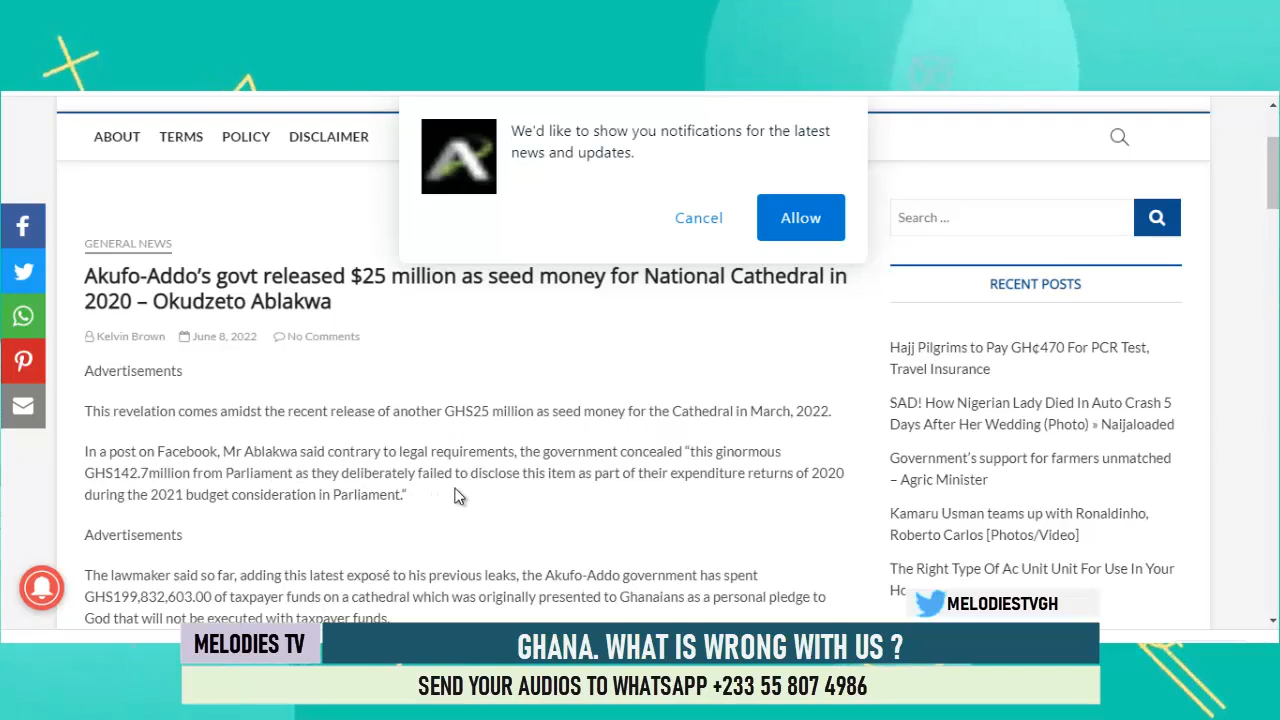 We'd like to show you notifications for the latest
news and updates.
Cancel
Allow
ABOUT TERMS POLICY DISCLAIMER
GENERAL NEWS
Akufo-Addo's govt released $25 million as seed money for National Cathedral in
2020 – Okudzeto Ablakwa
Kelvin Brown June 8, 2022 No Comments
Advertisements
This revelation comes amidst the recent release of another GHS25 million as seed money for the Cathedral in March, 2022.
In a post on Facebook, Mr Ablakwa said contrary to legal requirements, the government concealed “this ginormous
GHS142.7million from Parliament as they deliberately failed to disclose this item as part of their expenditure returns of 2020
during the 2021 budget consideration in Parliament.”
Advertisements
The lawmaker said so far, adding this latest exposé to his previous leaks, the Akufo-Addo government has spent
GHS199,832,603.00 of taxpayer funds on a cathedral which was originally presented to Ghanaians as a personal pledge to
God that will not be executed with taxpayer funds.
Search ...
RECENT POSTS
Hajj Pilgrims to Pay GH¢470 For PCR Test,
Travel Insurance
SAD! How Nigerian Lady Died In Auto Crash 5
Days After Her Wedding (Photo) » Naijaloaded
Government's support for farmers unmatched
– Agric Minister
Kamaru Usman teams up with Ronaldinho,
Roberto Carlos [Photos/Video]
The Right Type Of Ac Unit Unit For Use In Your
MELODIESTVGH
MELODIES TV
GHANA. WHAT IS WRONG WITH US ?
SEND YOUR AUDIOS TO WHATSAPP +233 55 807 4986